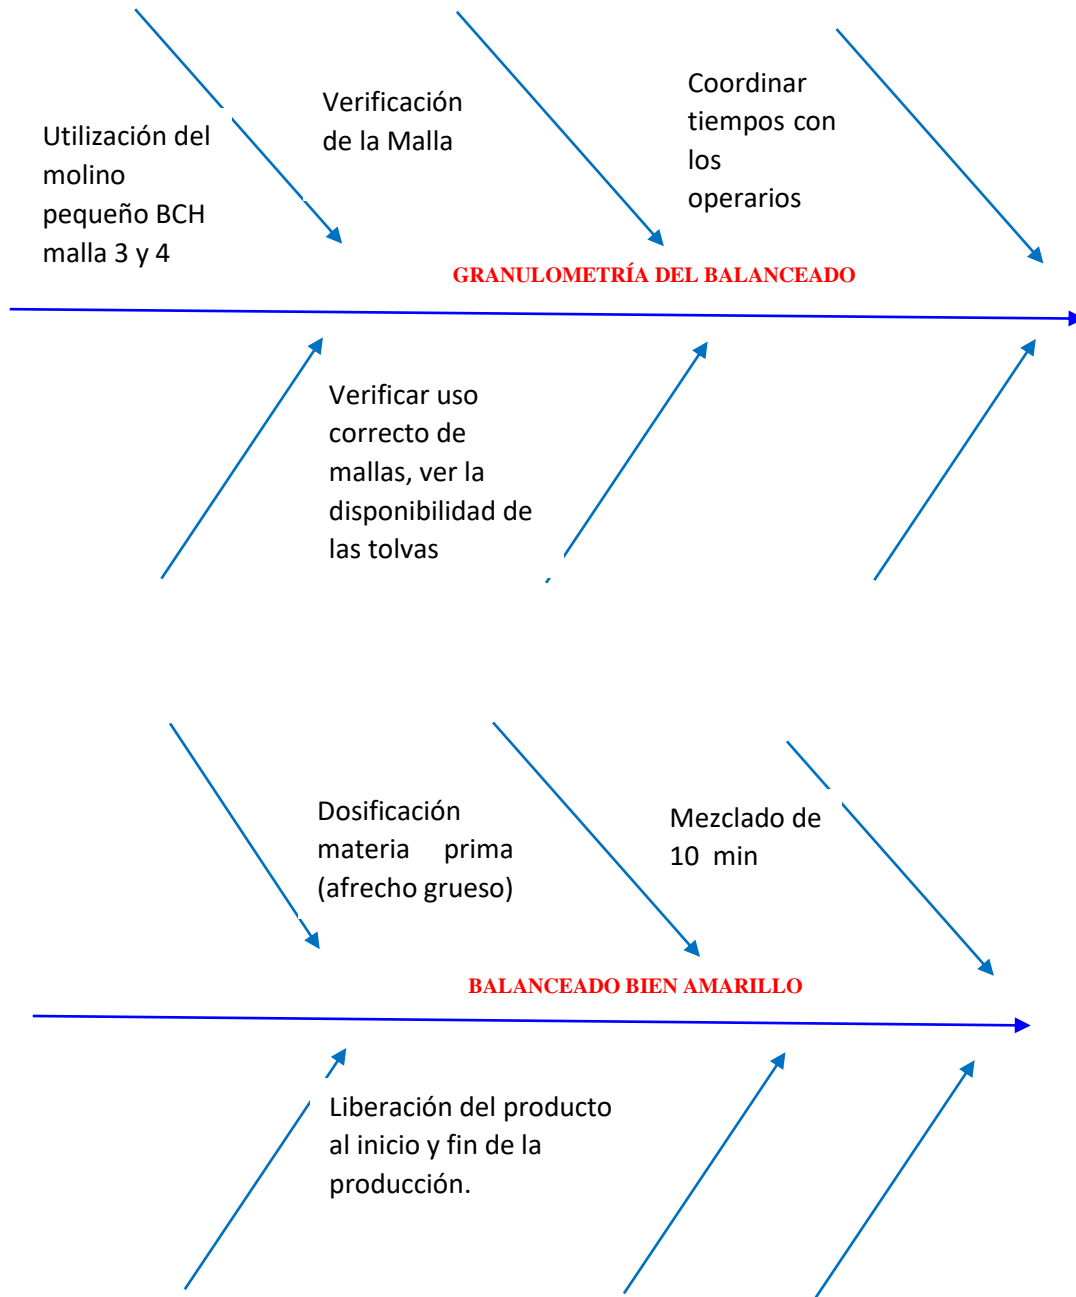 Utilización del
molino
pequeño BCH
malla 3 y 4
Verificación
de la Malla
Coordinar
tiempos con
los
operarios
GRANULOMETRÍA DEL BALANCEADO
Verificar uso
correcto de
mallas, ver la
disponibilidad de
las tolvas
Dosificación
materia prima
(afrecho grueso)
Mezclado de
10 min
BALANCEADO BIEN AMARILLO
Liberación del producto
al inicio y fin de la
producción.